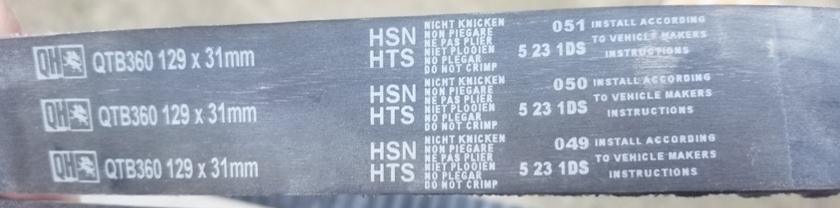 QH QTB360 129 x 31mm
HSN
HTS
NICHT KNICKEN
NON PIEGARE
NE PAS PLIER
NIET PLOOIEN
NO PLEGAR
DO NOT CRIMP
051 INSTALL ACCORDING
5 23 1DS TO VEHICLE MAKERS
INSTRUCTIONS
QH QTB360 129 x 31mm
HSN
HTS
NICHT KNICKEN
NON PIEGARE
NE PAS PLIER
NIET PLOOIEN
NO PLEGAR
DO NOT CRIMP
050 INSTALL ACCORDING
5 23 1DS TO VEHICLE MAKERS
INSTRUCTIONS
QH QTB360 129 x 31mm
HSN
HTS
NICHT KNICKEN
NON PIEGARE
NE PAS PLIER
NIET PLOOIEN
NO PLEGAR
DO NOT CRIMP
049 INSTALL ACCORDING
5 23 1DS TO VEHICLE MAKERS
INSTRUCTIONS